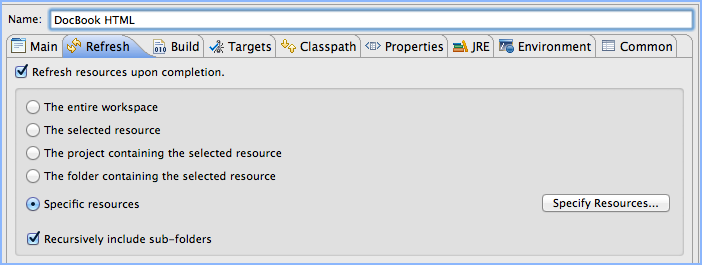 Name: DocBook HTML
Main Refresh Build Targets Classpath Properties JRE Environment Common
Refresh resources upon completion.
The entire workspace
The selected resource
The project containing the selected resource
The folder containing the selected resource
Specific resources Specify Resources...
Recursively include sub-folders